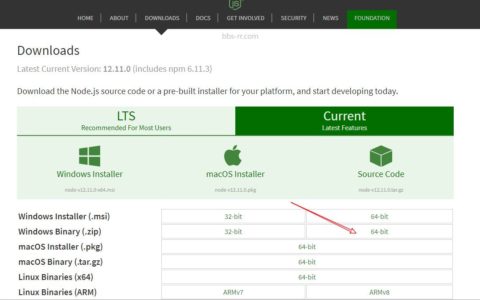 JS
HOME ABOUT DOWNLOADS DOCS GET INVOLVED SECURITY NEWS FOUNDATION
bbs-rr.com
Downloads
Latest Current Version: 12.11.0 (includes npm 6.11.3)
Download the Node.js source code or a pre-built installer for your platform, and start developing today.
LTS
Recommended For Most Users
Current
Latest Features
Windows Installer
macOS Installer
Source Code
node-v12.11.0-x64.msi
node-v12.11.0.pkg
node-v12.11.0.tar.gz
Windows Installer (.msi) 32-bit 64-bit
Windows Binary (.zip) 32-bit 64-bit
macOS Installer (.pkg) 64-bit
macOS Binary (.tar.gz) 64-bit
Linux Binaries (x64) 64-bit
Linux Binaries (ARM) ARMv7 ARMv8